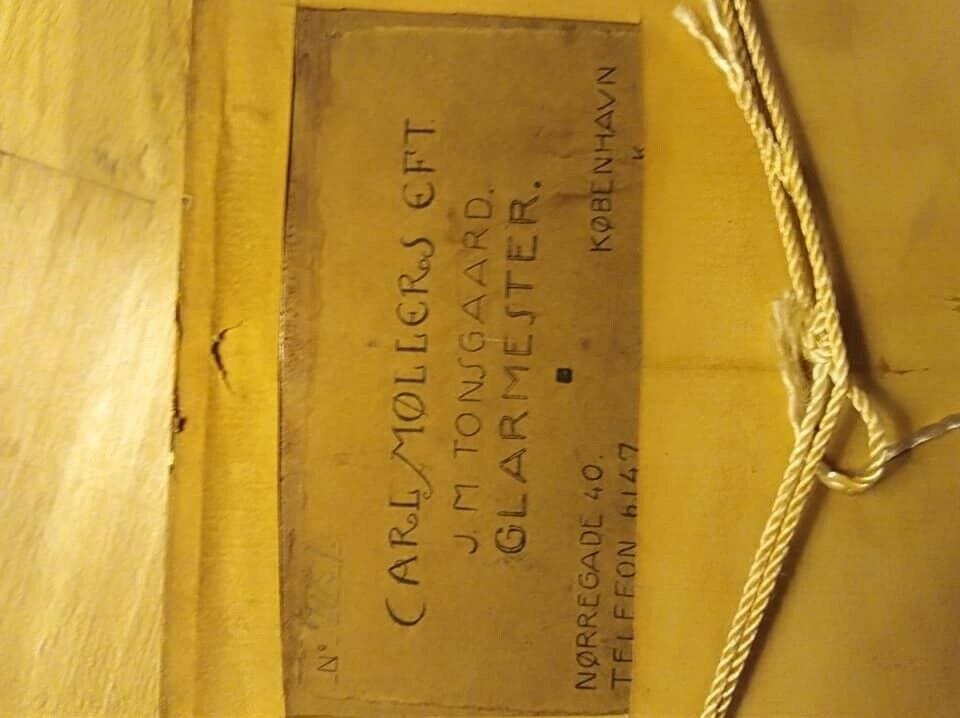 N°
CARL MØLLERS EFT
J. M TONSGAARD.
GLARMESTER.
NØRREGADE 40. KØBENHAVN
TELEFON 6147 K